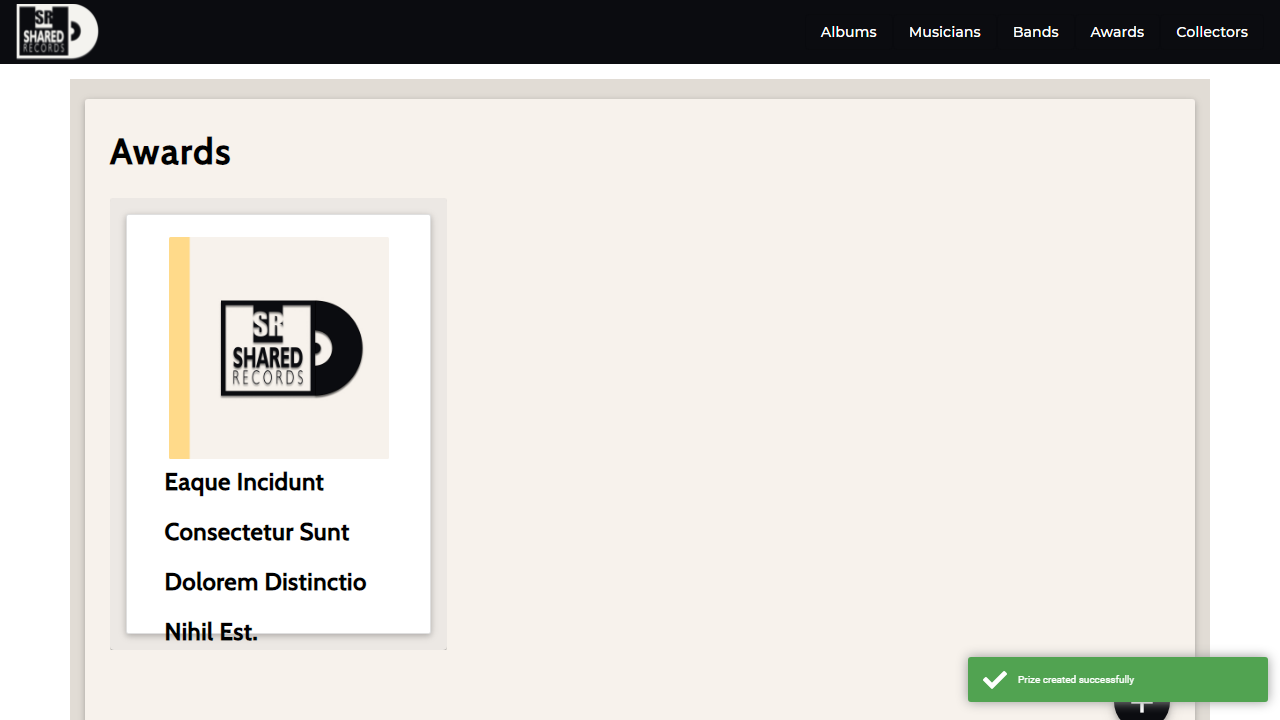 SR
SHARED
RECORDS
Albums
Musicians
Bands
Awards
Collectors
Awards
SR
SHARED
RECORDS
Eaque Incidunt
Consectetur Sunt
Dolorem Distinctio
Nihil Est.
Prize created successfully